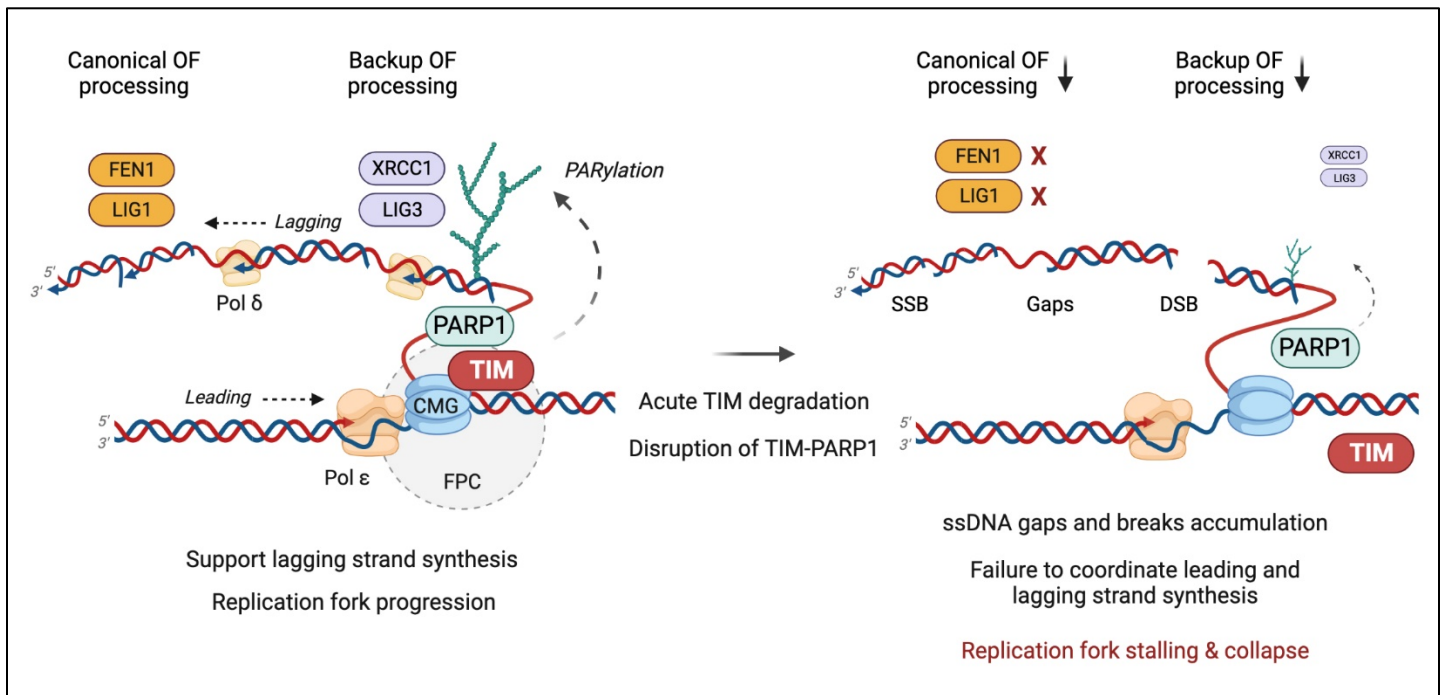 Canonical OF
processing
Backup OF
processing
FEN1
LIG1
XRCC1
LIG3
PARylation
Lagging
5'
3'
Pol δ
PARP1
TIM
Leading
CMG
5'
3'
Pol ε
FPC
Support lagging strand synthesis
Replication fork progression
Acute TIM degradation
Disruption of TIM-PARP1
Canonical OF
processing
Backup OF
processing
FEN1 X
LIG1 X
XRCC1
LIG3
5'
3'
SSB
Gaps
DSB
PARP1
5'
3'
TIM
ssDNA gaps and breaks accumulation
Failure to coordinate leading and
lagging strand synthesis
Replication fork stalling & collapse